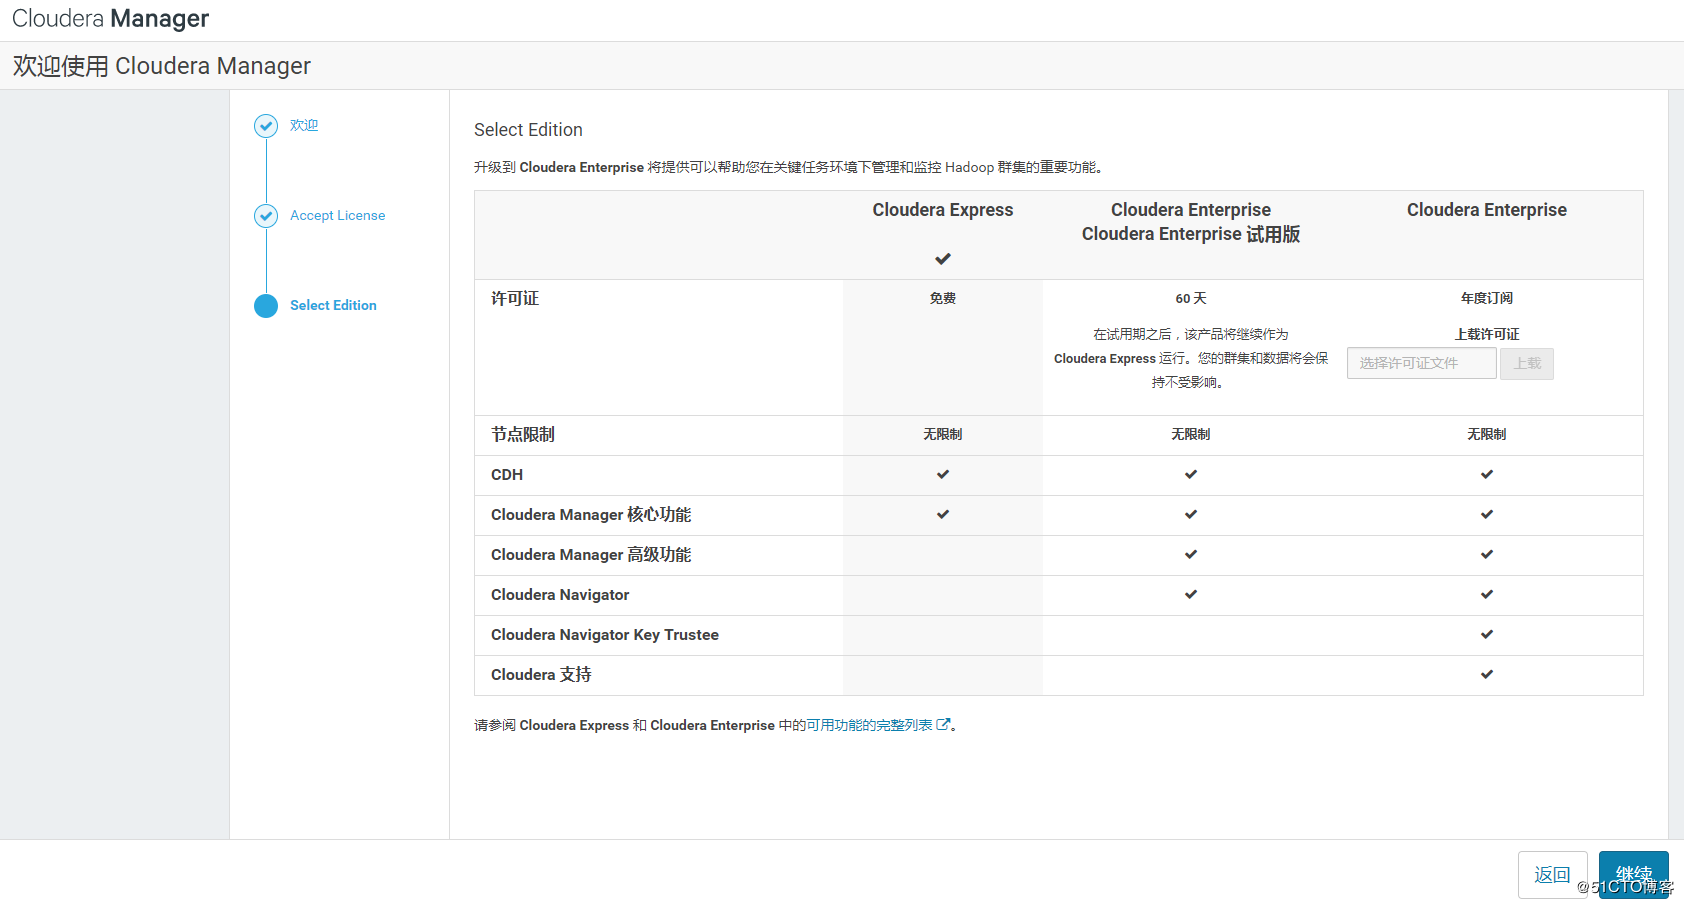 Cloudera Manager
欢迎使用 Cloudera Manager
欢迎
Accept License
Select Edition
Select Edition
升级到 Cloudera Enterprise 将提供可以帮助您在关键任务环境下管理和监控 Hadoop 群集的重要功能。
Cloudera Express
Cloudera Enterprise
Cloudera Enterprise 试用版
Cloudera Enterprise
许可证
免费
60 天
在试用期之后，该产品将继续作为
Cloudera Express 运行。您的群集和数据将会保
持不受影响。
年度订阅
上载许可证
选择许可证文件
上载
节点限制
无限制
无限制
无限制
CDH
Cloudera Manager 核心功能
Cloudera Manager 高级功能
Cloudera Navigator
Cloudera Navigator Key Trustee
Cloudera 支持
请参阅 Cloudera Express 和 Cloudera Enterprise 中的可用功能的完整列表。
返回
继续
@51CTO博客